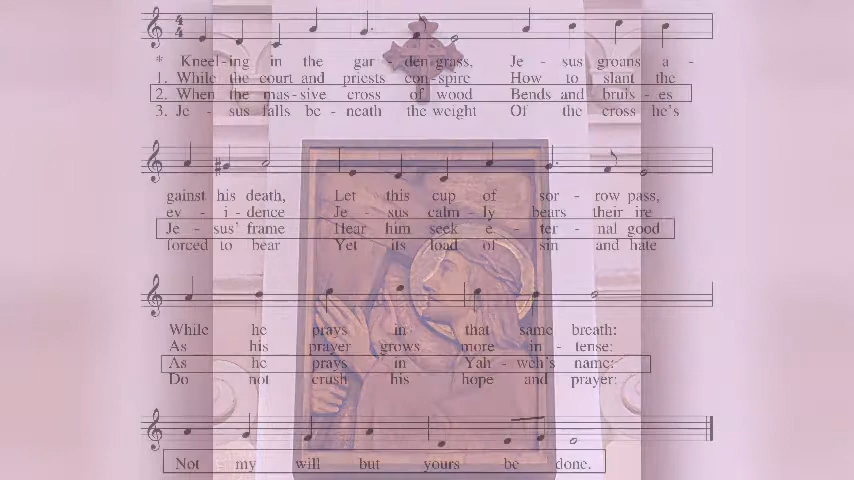 * Kneel-ing in the gar - den grass, Je - sus groans a -
1. While the court and priests con-spire How to slant the
2. When the mas-sive cross of wood Bends and bruis - es
3. Je - sus falls be - neath the weight Of the cross he's
gainst his death, Let this cup of sor - row pass,
ev - i - dence Je - sus calm - ly bears their ire
Je - sus' frame Hear him seek e - ter - nal good
forced to bear Yet its load of sin and hate
While he prays in that same breath:
As his prayer grows more in - tense:
As he prays in Yah - weh's name:
Do not crush his hope and prayer:
Not my will but yours be done.